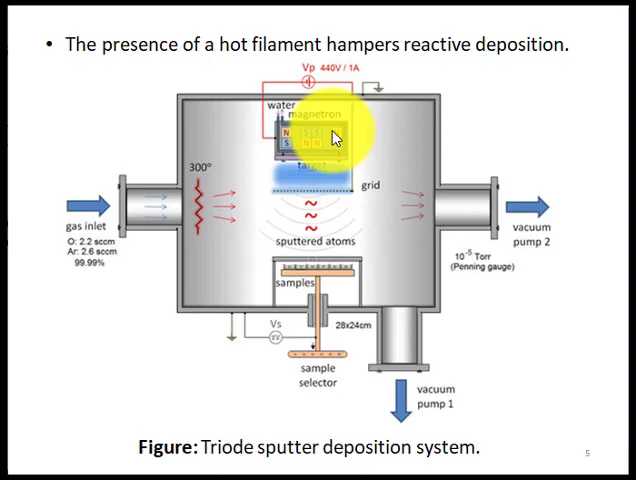 • The presence of a hot filament hampers reactive deposition.
Vp 440V / 1A
water
magnetron
N S S N
S N N
target
300º
grid
gas inlet
O: 2.2 sccm
Ar: 2.6 sccm
99.99%
sputtered atoms
vacuum
pump 2
10⁻⁵ Torr
(Penning gauge)
samples
Vs
28x24cm
sample
selector
vacuum
pump 1
Figure: Triode sputter deposition system.
5